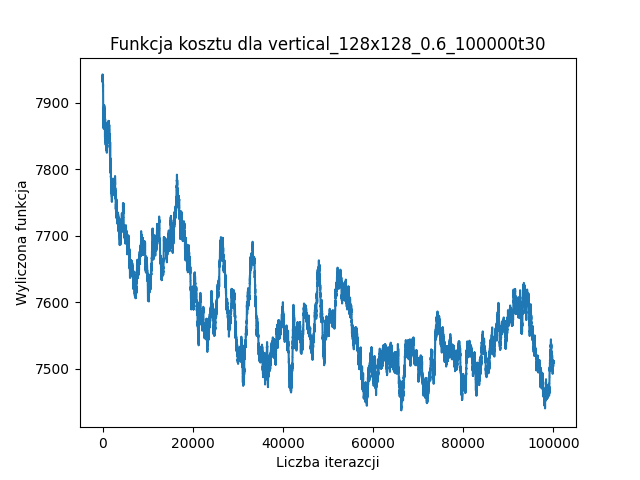 Funkcja kosztu dla vertical_128x128_0.6_100000t30
7900
7800
7700
7600
7500
Wyliczona funkcja
0 20000 40000 60000 80000 100000
Liczba iterazcji